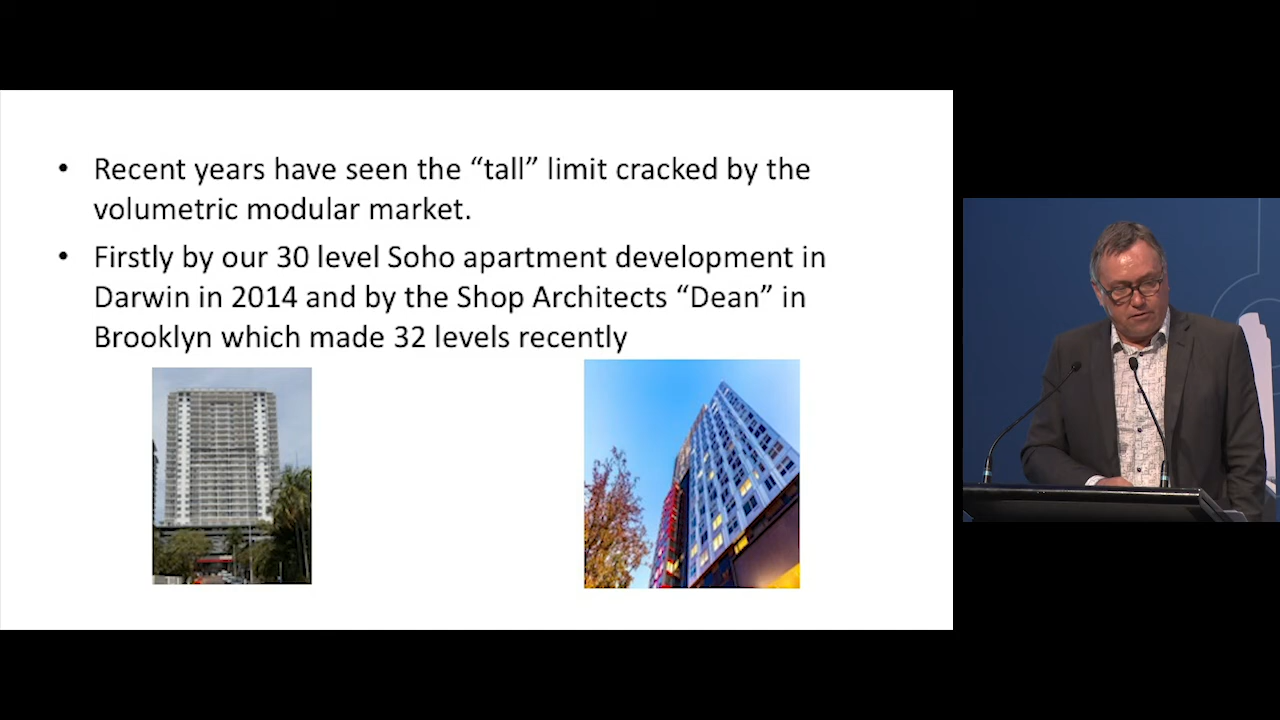 • Recent years have seen the “tall” limit cracked by the
volumetric modular market.
• Firstly by our 30 level Soho apartment development in
Darwin in 2014 and by the Shop Architects “Dean” in
Brooklyn which made 32 levels recently